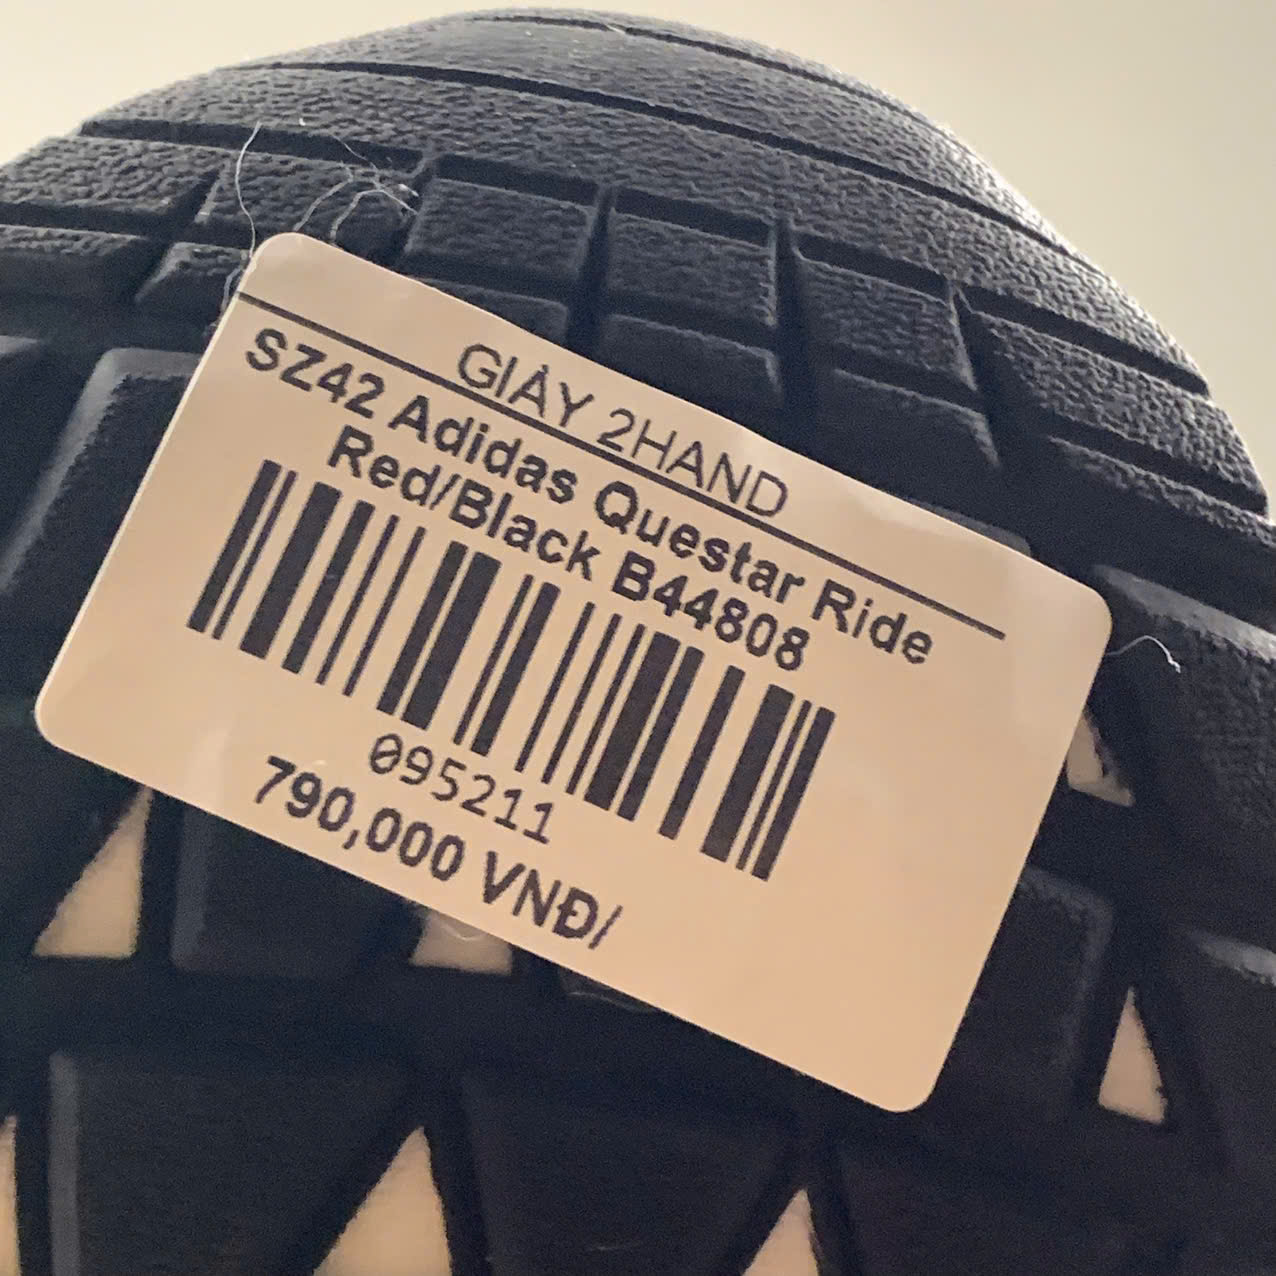 GIÀY 2HAND
SZ42 Adidas Questar Ride
Red/Black B44808
095211
790,000 VNĐ/